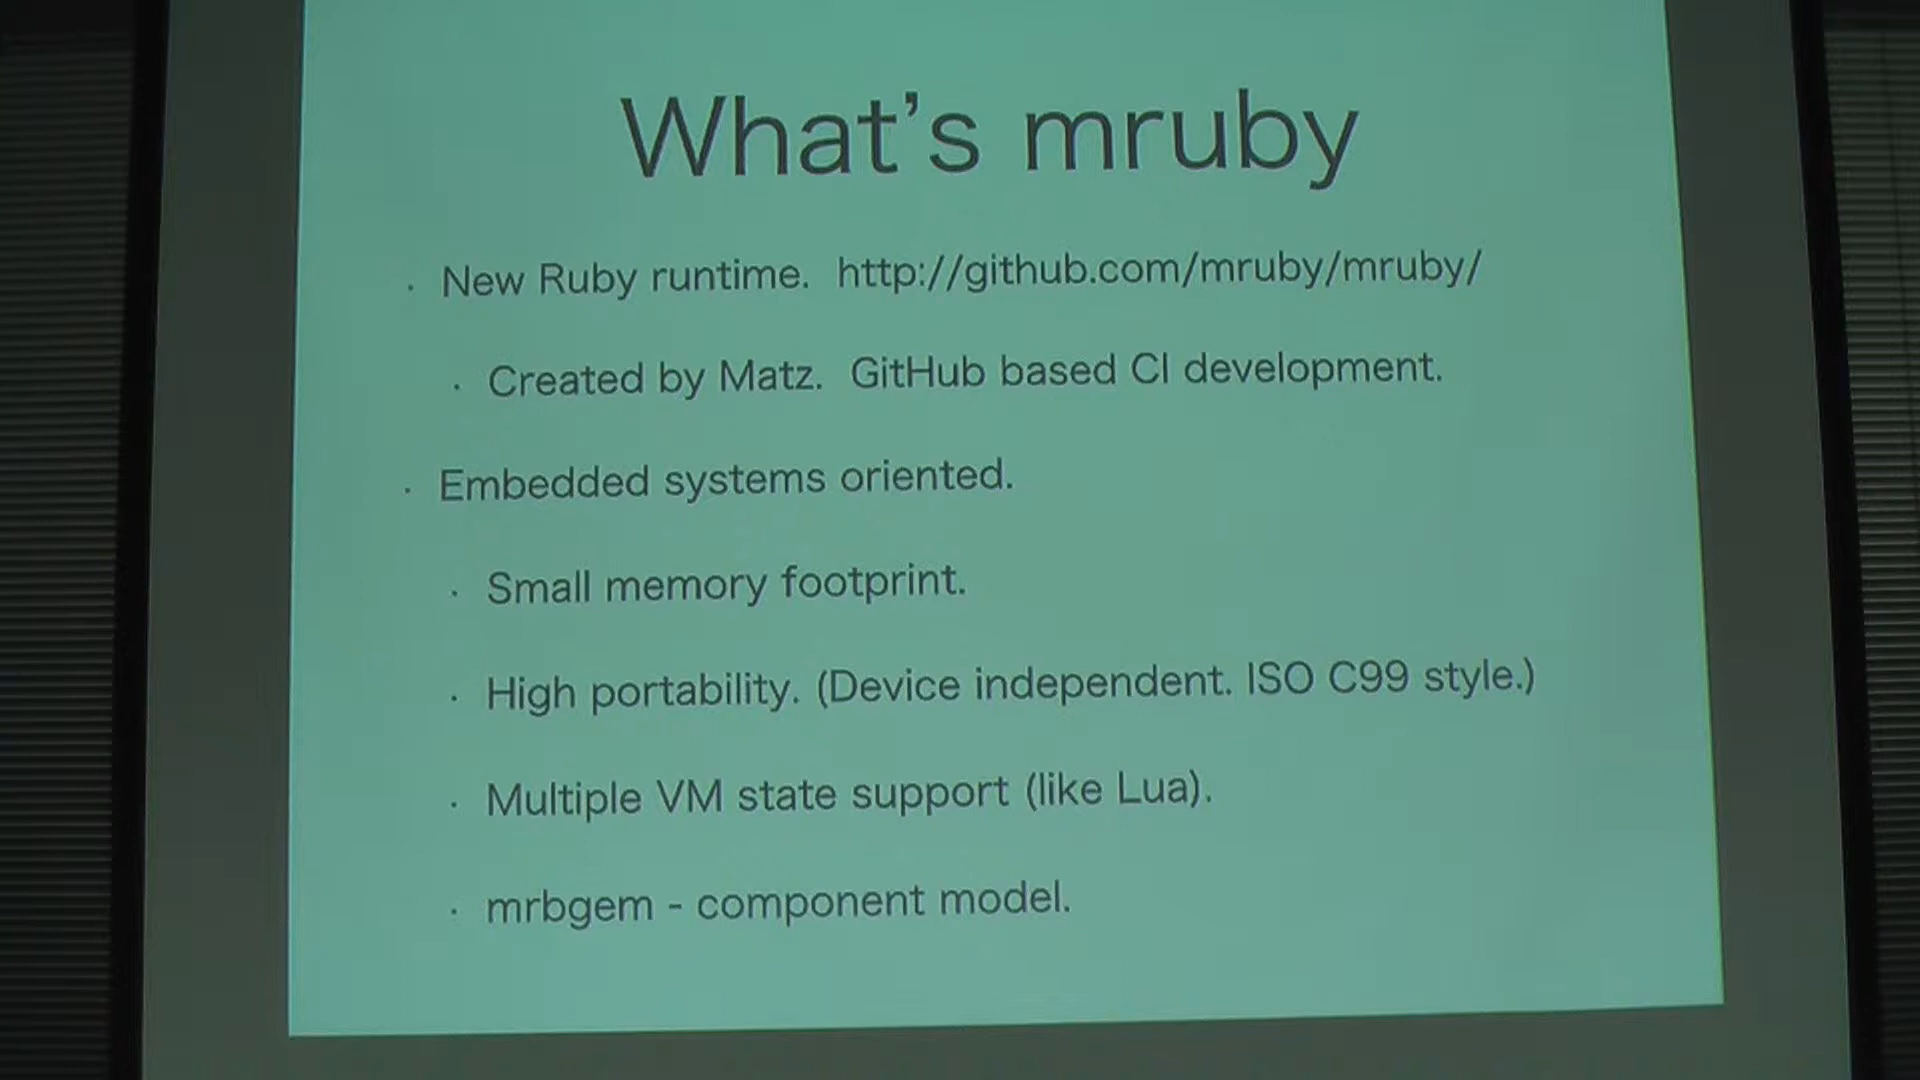 What’s mruby
· New Ruby runtime.  http://github.com/mruby/mruby/
· Created by Matz.  GitHub based CI development.
· Embedded systems oriented.
· Small memory footprint.
· High portability. (Device independent. ISO C99 style.)
· Multiple VM state support (like Lua).
· mrbgem - component model.